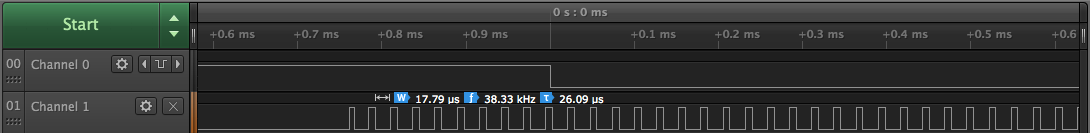 Start
0 s : 0 ms
+0.6 ms +0.7 ms +0.8 ms +0.9 ms +0.1 ms +0.2 ms +0.3 ms +0.4 ms +0.5 ms +0.6
00 Channel 0
01 Channel 1
W 17.79 µs f 38.33 kHz τ 26.09 µs